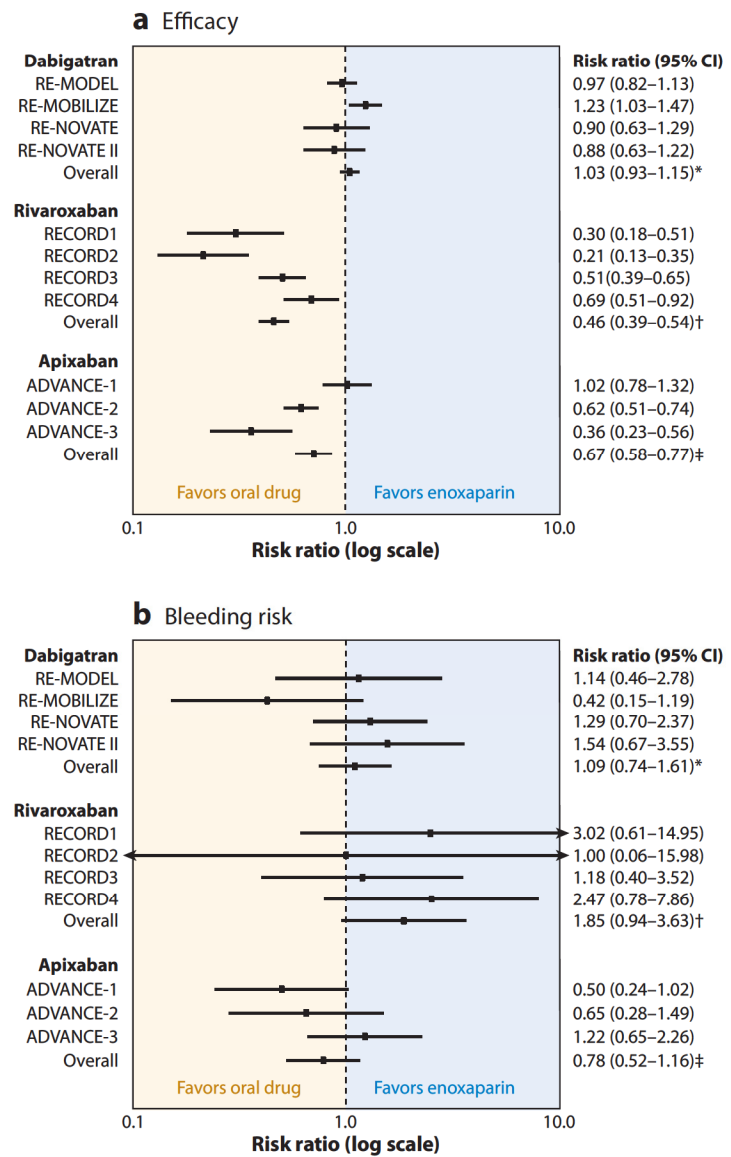 a Efficacy
Dabigatran Risk ratio (95% CI)
RE-MODEL 0.97 (0.82–1.13)
RE-MOBILIZE 1.23 (1.03–1.47)
RE-NOVATE 0.90 (0.63–1.29)
RE-NOVATE II 0.88 (0.63–1.22)
Overall 1.03 (0.93–1.15)*
Rivaroxaban
RECORD1 0.30 (0.18–0.51)
RECORD2 0.21 (0.13–0.35)
RECORD3 0.51(0.39–0.65)
RECORD4 0.69 (0.51–0.92)
Overall 0.46 (0.39–0.54)†
Apixaban
ADVANCE-1 1.02 (0.78–1.32)
ADVANCE-2 0.62 (0.51–0.74)
ADVANCE-3 0.36 (0.23–0.56)
Overall 0.67 (0.58–0.77)‡
Favors oral drug Favors enoxaparin
0.1 1.0 10.0
Risk ratio (log scale)
b Bleeding risk
Dabigatran Risk ratio (95% CI)
RE-MODEL 1.14 (0.46–2.78)
RE-MOBILIZE 0.42 (0.15–1.19)
RE-NOVATE 1.29 (0.70–2.37)
RE-NOVATE II 1.54 (0.67–3.55)
Overall 1.09 (0.74–1.61)*
Rivaroxaban
RECORD1 3.02 (0.61–14.95)
RECORD2 1.00 (0.06–15.98)
RECORD3 1.18 (0.40–3.52)
RECORD4 2.47 (0.78–7.86)
Overall 1.85 (0.94–3.63)†
Apixaban
ADVANCE-1 0.50 (0.24–1.02)
ADVANCE-2 0.65 (0.28–1.49)
ADVANCE-3 1.22 (0.65–2.26)
Overall 0.78 (0.52–1.16)‡
Favors oral drug Favors enoxaparin
0.1 1.0 10.0
Risk ratio (log scale)